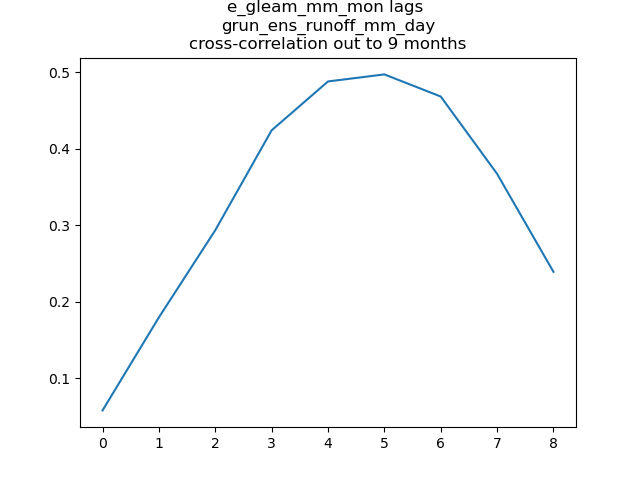 e_gleam_mm_mon lags
grun_ens_runoff_mm_day
cross-correlation out to 9 months
0.5
0.4
0.3
0.2
0.1
0 1 2 3 4 5 6 7 8